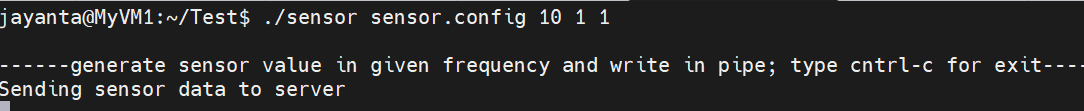 jayanta@MyVM1:~/Test$ ./sensor sensor.config 10 1 1
------generate sensor value in given frequency and write in pipe; type cntrl-c for exit----
Sending sensor data to server